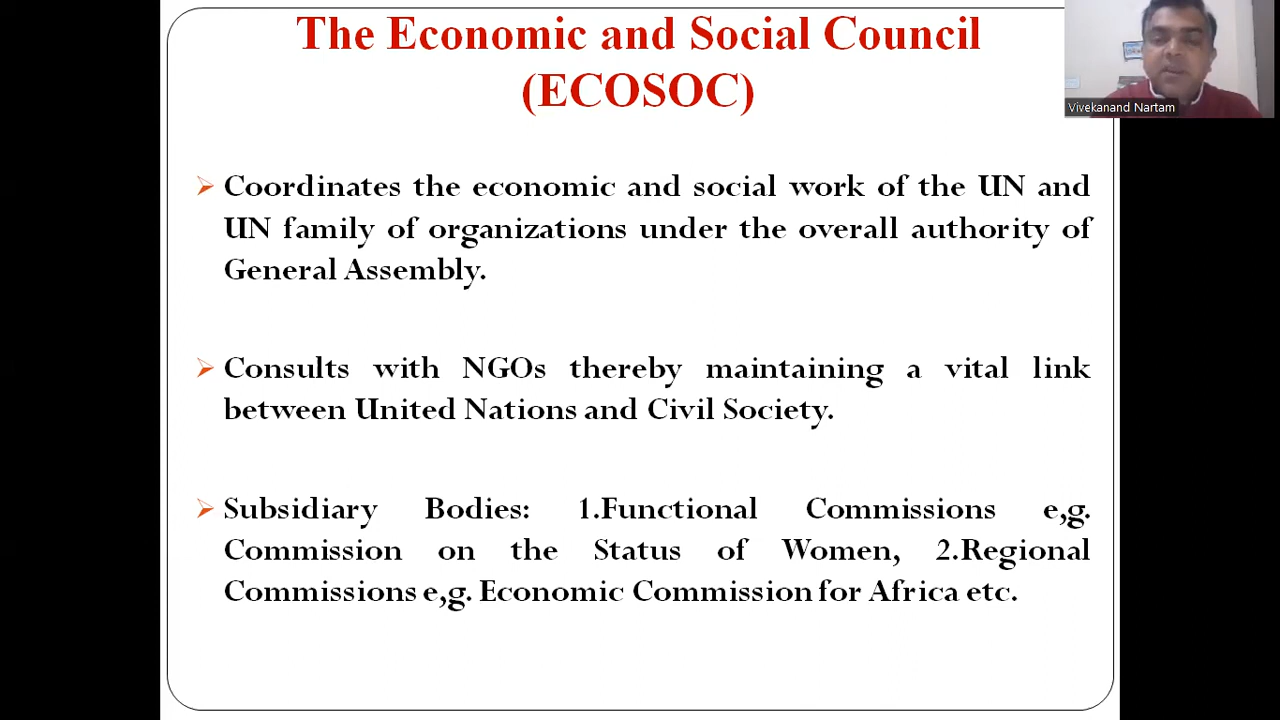 The Economic and Social Council
(ECOSOC)
Vivekanand Nartam
Coordinates the economic and social work of the UN and
UN family of organizations under the overall authority of
General Assembly.
Consults with NGOs thereby maintaining a vital link
between United Nations and Civil Society.
Subsidiary Bodies: 1.Functional Commissions e,g.
Commission on the Status of Women, 2.Regional
Commissions e,g. Economic Commission for Africa etc.